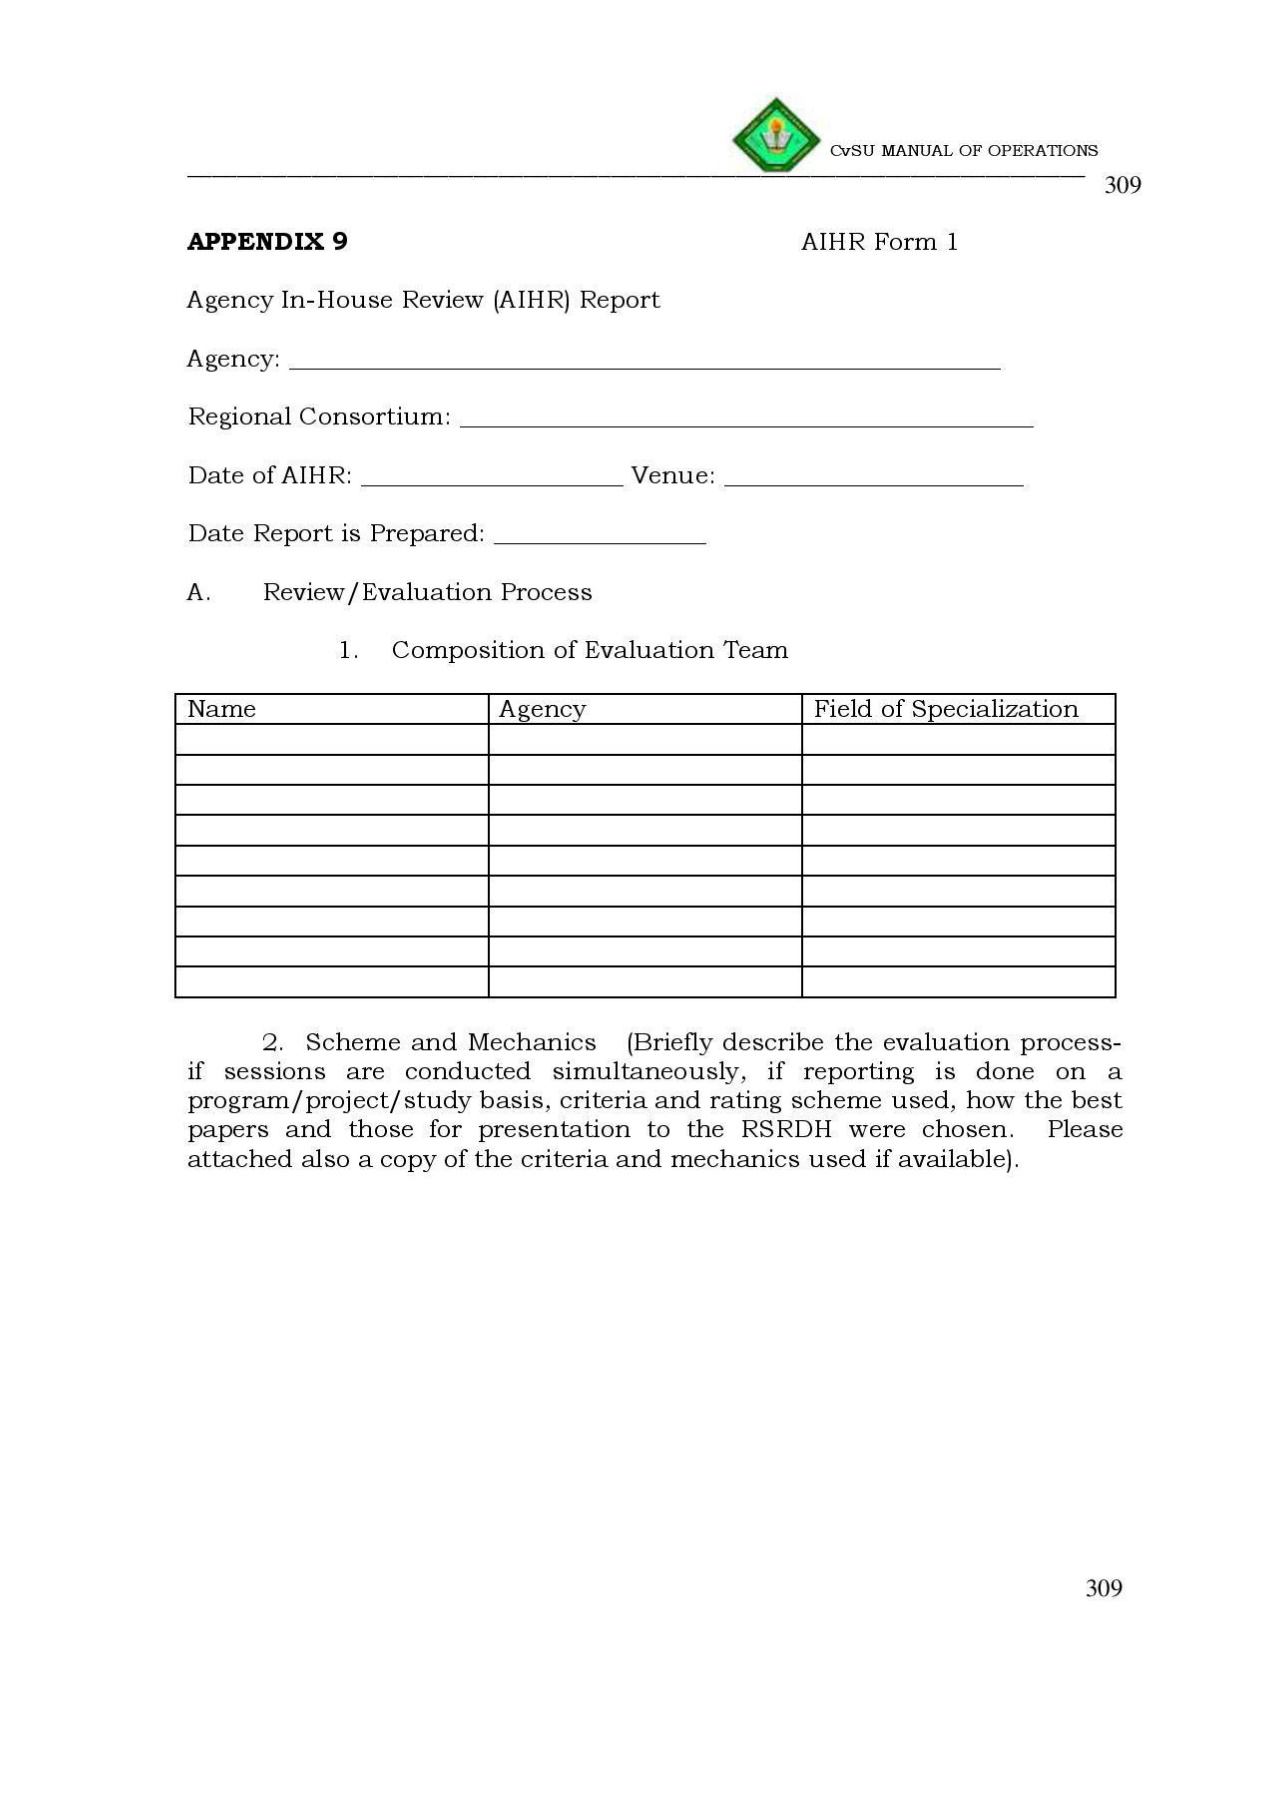 CvSU MANUAL OF OPERATIONS
309
APPENDIX 9 AIHR Form 1
Agency In-House Review (AIHR) Report
Agency: ______________________________________________________
Regional Consortium: ____________________________________________
Date of AIHR: _____________________ Venue: ________________________
Date Report is Prepared: _________________
A. Review/Evaluation Process
1. Composition of Evaluation Team
Name Agency Field of Specialization
2. Scheme and Mechanics (Briefly describe the evaluation process-
if sessions are conducted simultaneously, if reporting is done on a
program/project/study basis, criteria and rating scheme used, how the best
papers and those for presentation to the RSRDH were chosen. Please
attached also a copy of the criteria and mechanics used if available).
309